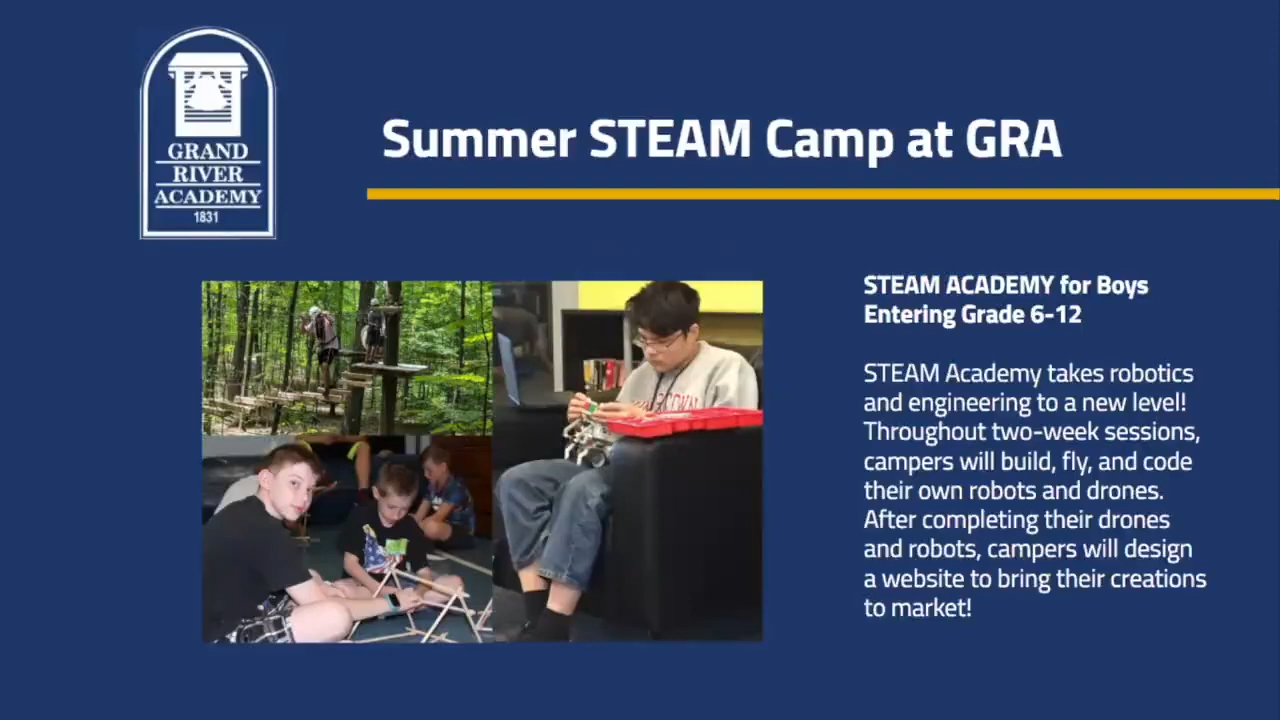 GRAND
RIVER
ACADEMY
1831
Summer STEAM Camp at GRA
STEAM ACADEMY for Boys
Entering Grade 6-12
STEAM Academy takes robotics
and engineering to a new level!
Throughout two-week sessions,
campers will build, fly, and code
their own robots and drones.
After completing their drones
and robots, campers will design
a website to bring their creations
to market!